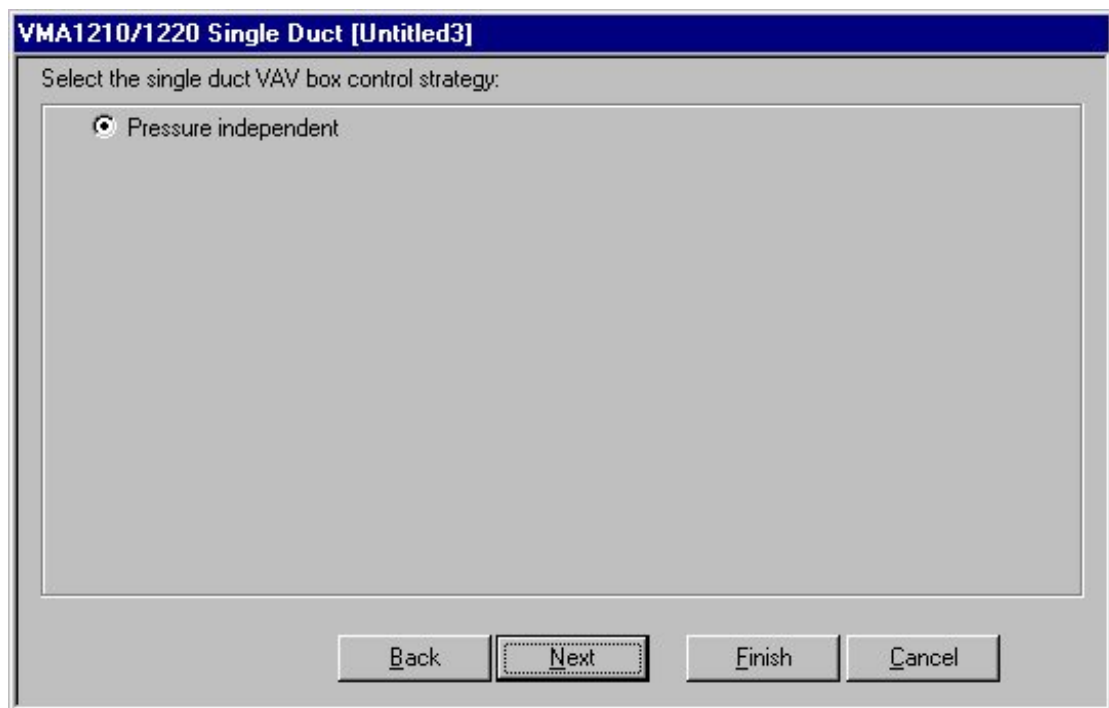 VMA1210/1220 Single Duct [Untitled3]
Select the single duct VAV box control strategy:
Pressure independent
Back Next Finish Cancel